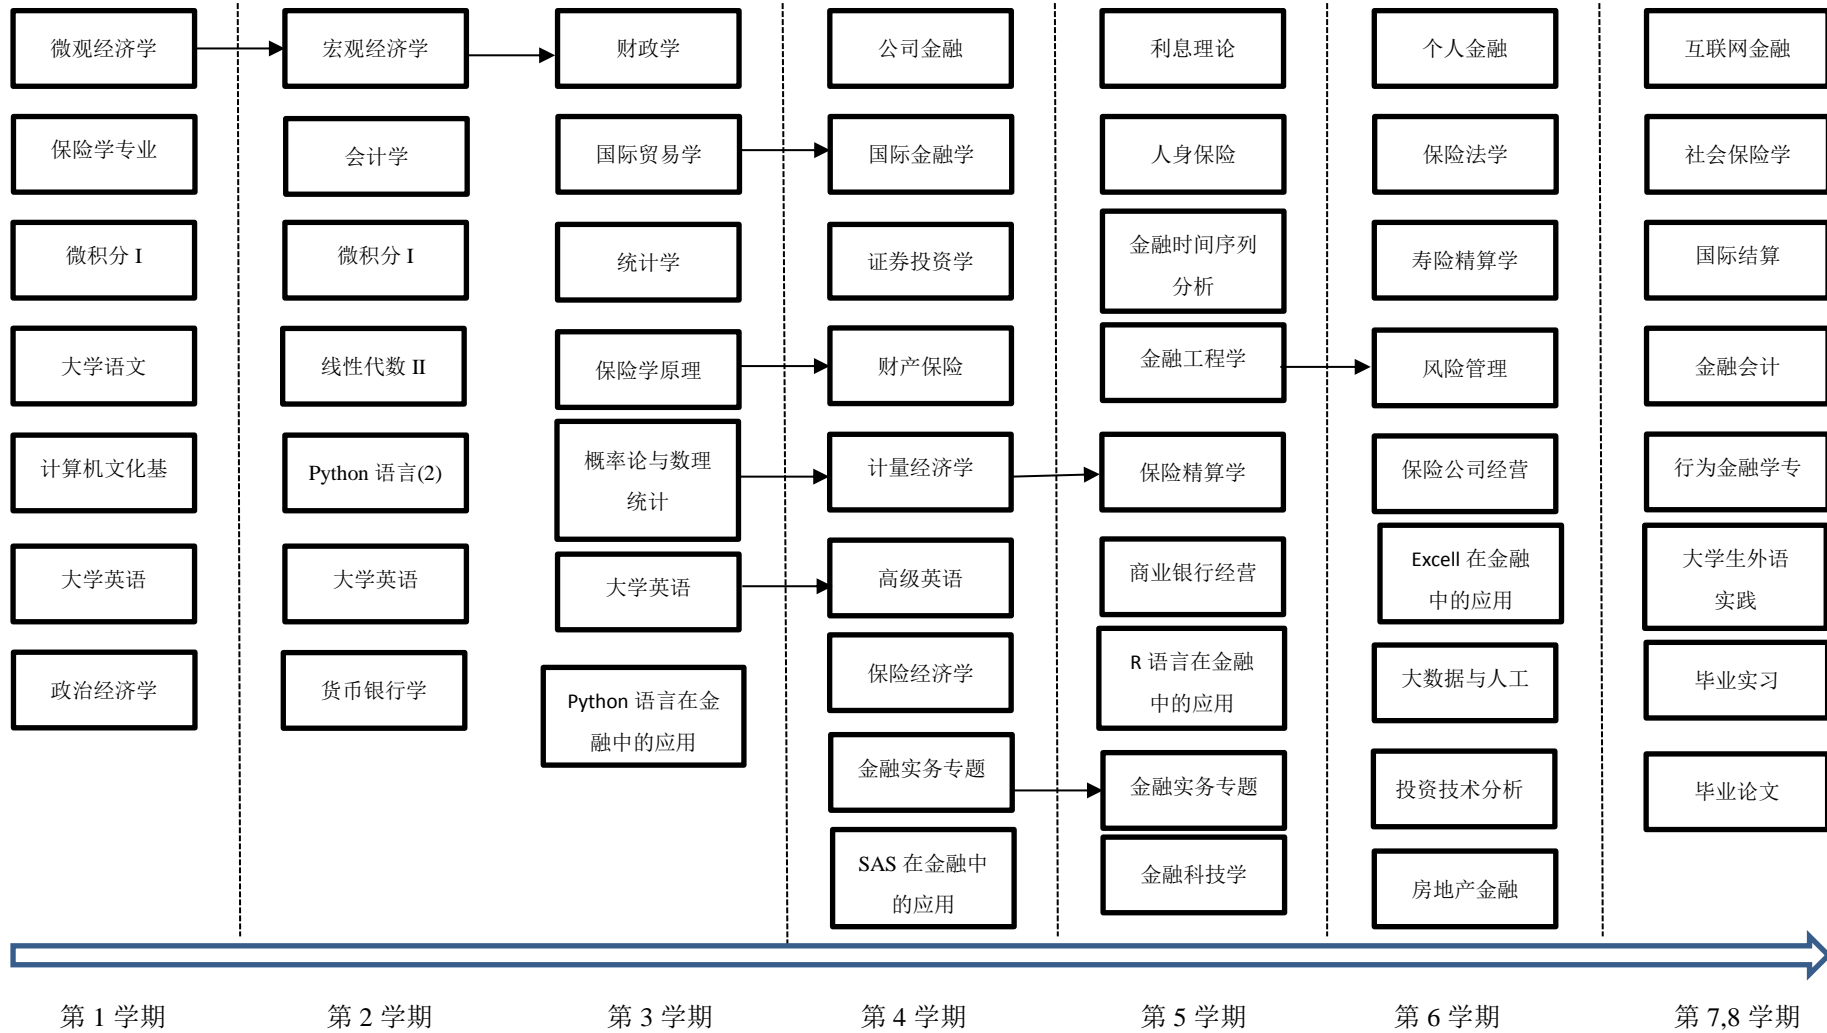 微观经济学
保险学专业
微积分 I
大学语文
计算机文化基
大学英语
政治经济学
宏观经济学
会计学
微积分 I
线性代数 II
Python 语言(2)
大学英语
货币银行学
财政学
国际贸易学
统计学
保险学原理
概率论与数理
统计
大学英语
Python 语言在金
融中的应用
公司金融
国际金融学
证券投资学
财产保险
计量经济学
高级英语
保险经济学
金融实务专题
SAS 在金融中
的应用
利息理论
人身保险
金融时间序列
分析
金融工程学
保险精算学
商业银行经营
R 语言在金融
中的应用
金融实务专题
金融科技学
个人金融
保险法学
寿险精算学
风险管理
保险公司经营
Excell 在金融
中的应用
大数据与人工
投资技术分析
房地产金融
互联网金融
社会保险学
国际结算
金融会计
行为金融学专
大学生外语
实践
毕业实习
毕业论文
第 1 学期
第 2 学期
第 3 学期
第 4 学期
第 5 学期
第 6 学期
第 7,8 学期